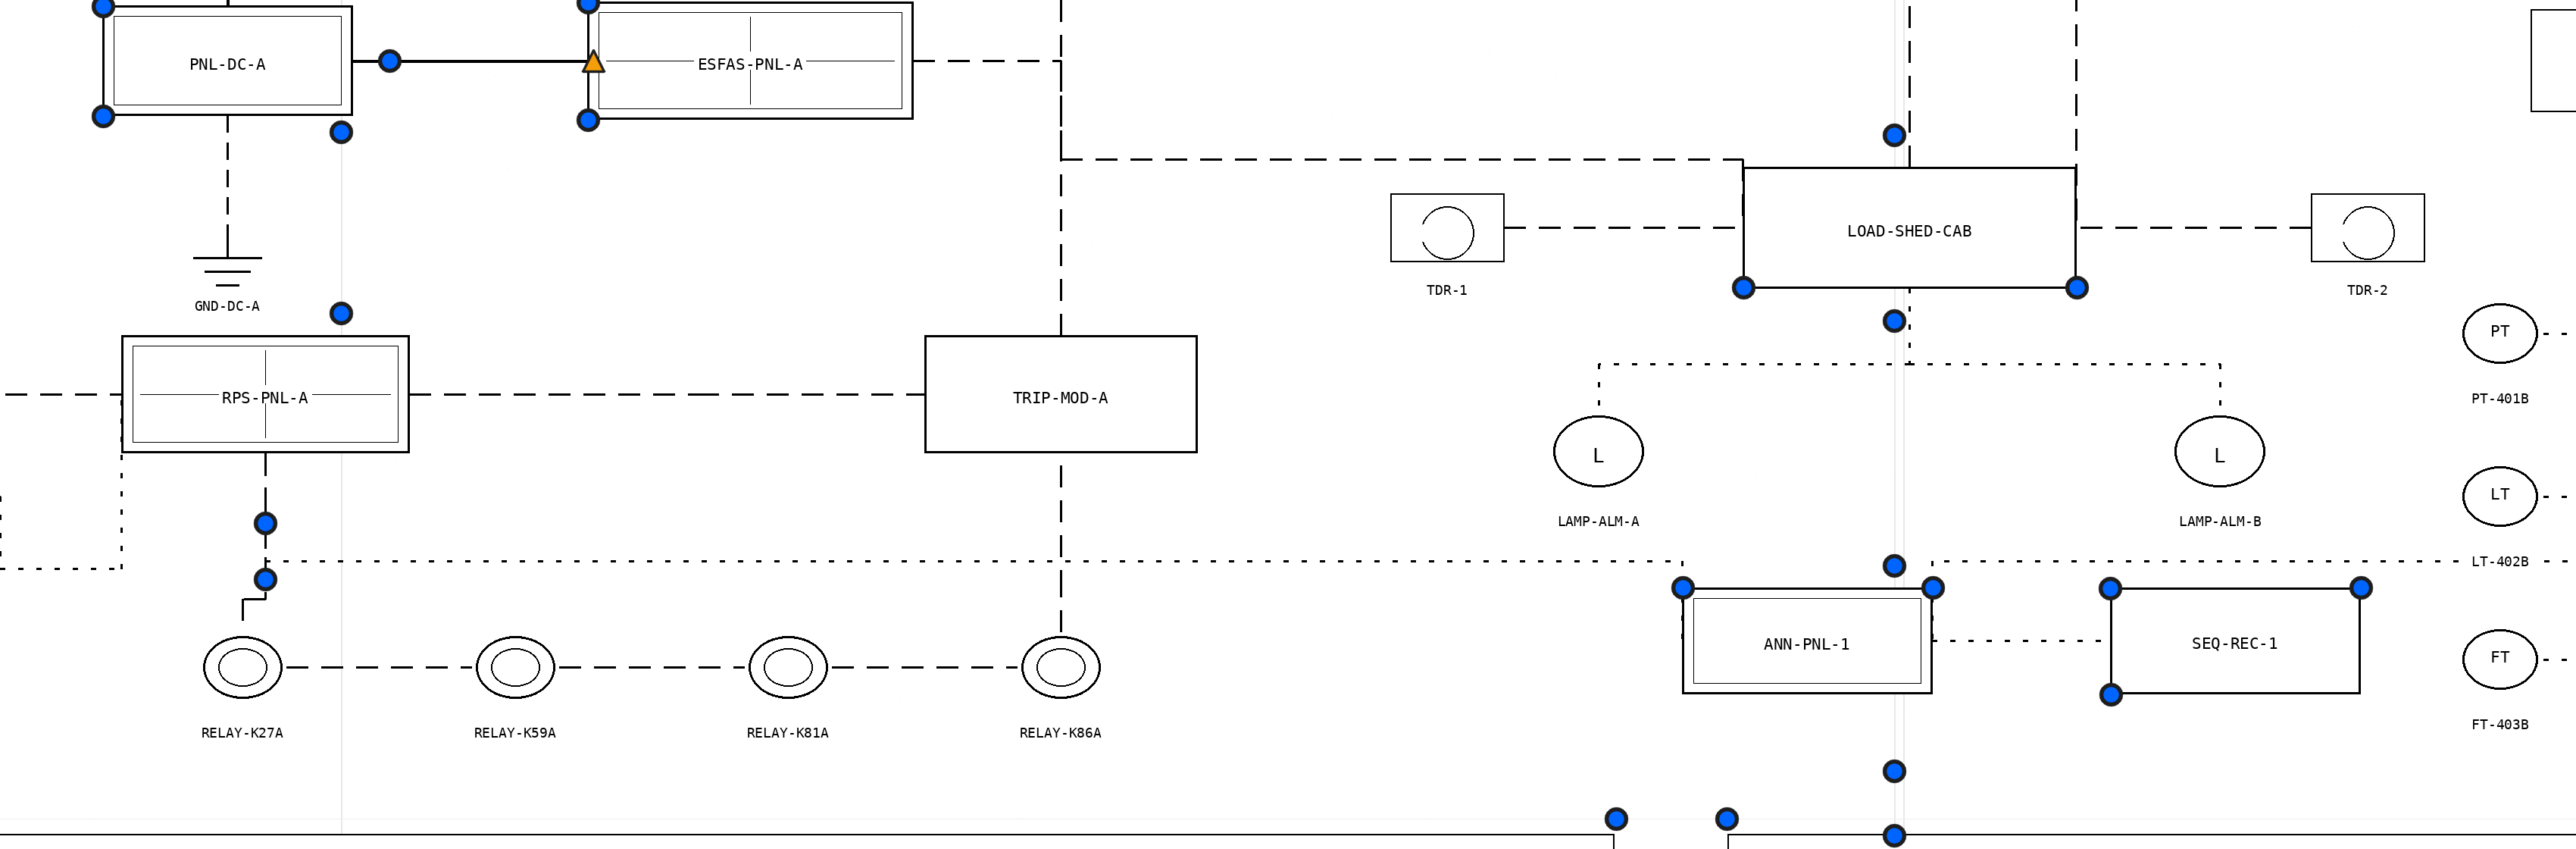 PNL-DC-A
ESFAS-PNL-A
LOAD-SHED-CAB
TDR-1
TDR-2
GND-DC-A
PT
RPS-PNL-A
TRIP-MOD-A
PT-401B
L
L
LT
LAMP-ALM-A
LAMP-ALM-B
LT-402B
ANN-PNL-1
SEQ-REC-1
FT
RELAY-K27A
RELAY-K59A
RELAY-K81A
RELAY-K86A
FT-403B